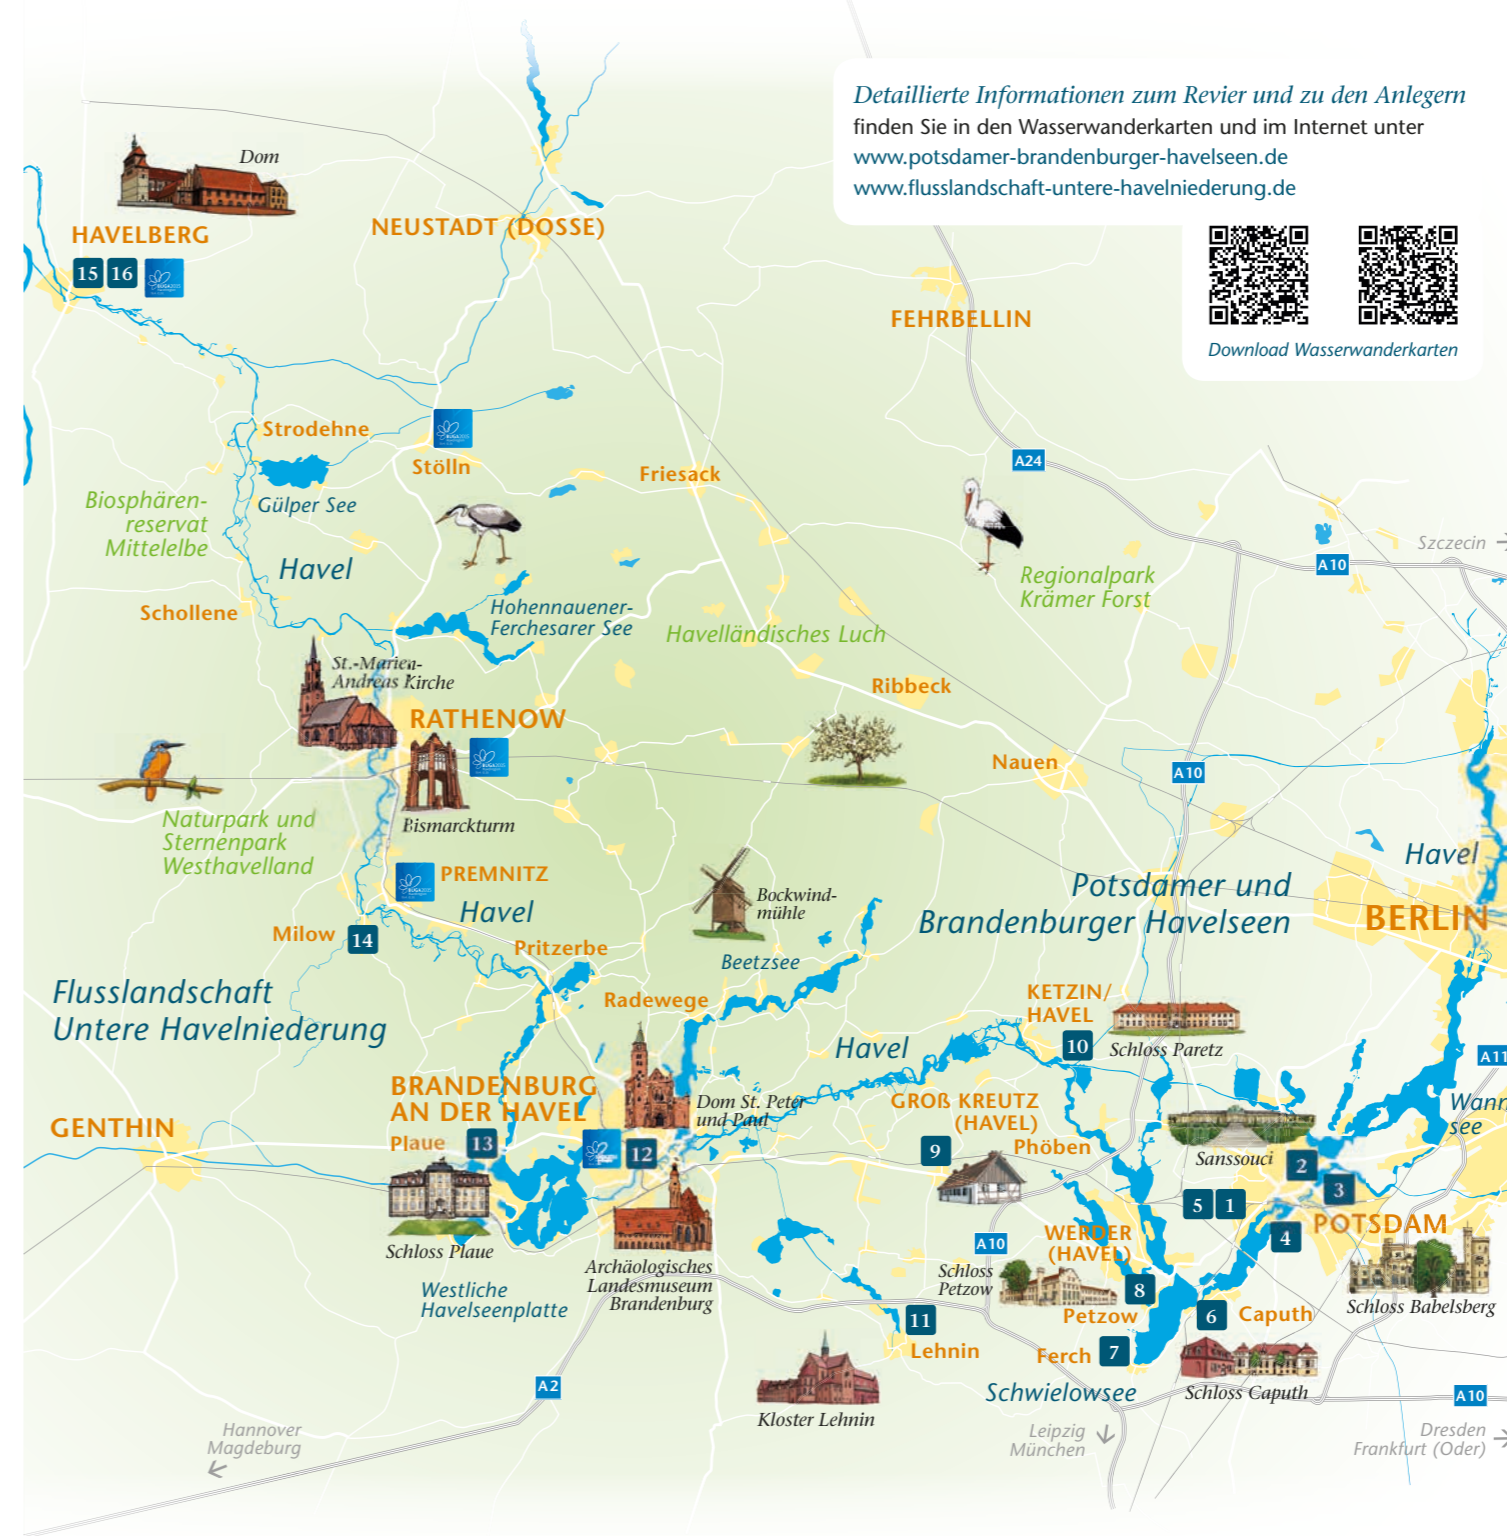 Detaillierte Informationen zum Revier und zu den Anlegern
finden Sie in den Wasserwanderkarten und im Internet unter
www.potsdamer-brandenburger-havelseen.de
www.flusslandschaft-untere-havelniederung.de
Download Wasserwanderkarten
Dom
HAVELBERG
15 16
NEUSTADT (DOSSE)
FEHRBELLIN
Strodehne
Stölln
Friesack
A24
Gülper See
Biosphären-
reservat
Mittelelbe
Havel
Szczecin
A10
Regionalpark
Krämer Forst
Schollene
Hohennauener-
Ferchesarer See
Havelländisches Luch
St.-Marien-
Andreas Kirche
Ribbeck
RATHENOW
Nauen
A10
Naturpark und
Sternenpark
Westhavelland
Bismarckturm
Havel
PREMNITZ
Havel
Bockwind-
mühle
Potsdamer und
Brandenburger Havelseen
BERLIN
Milow
14
Pritzerbe
Beetzsee
Flusslandschaft
Untere Havelniederung
Radewege
KETZIN/
HAVEL
10
Schloss Paretz
Havel
A11
BRANDENBURG
AN DER HAVEL
Dom St. Peter
und Paul
GROß KREUTZ
(HAVEL)
Wann
see
GENTHIN
Plaue
13
12
9
Phöben
Sanssouci
2
3
5 1
4
POTSDAM
Schloss Plaue
Archäologisches
Landesmuseum
Brandenburg
A10
WERDER
(HAVEL)
Schloss
Petzow
8
Petzow
6
Caputh
Schloss Babelsberg
Westliche
Havelseenplatte
11
Lehnin
Ferch
7
Schwielowsee
Schloss Caputh
A2
Kloster Lehnin
A10
Hannover
Magdeburg
Leipzig
München
Dresden
Frankfurt (Oder)